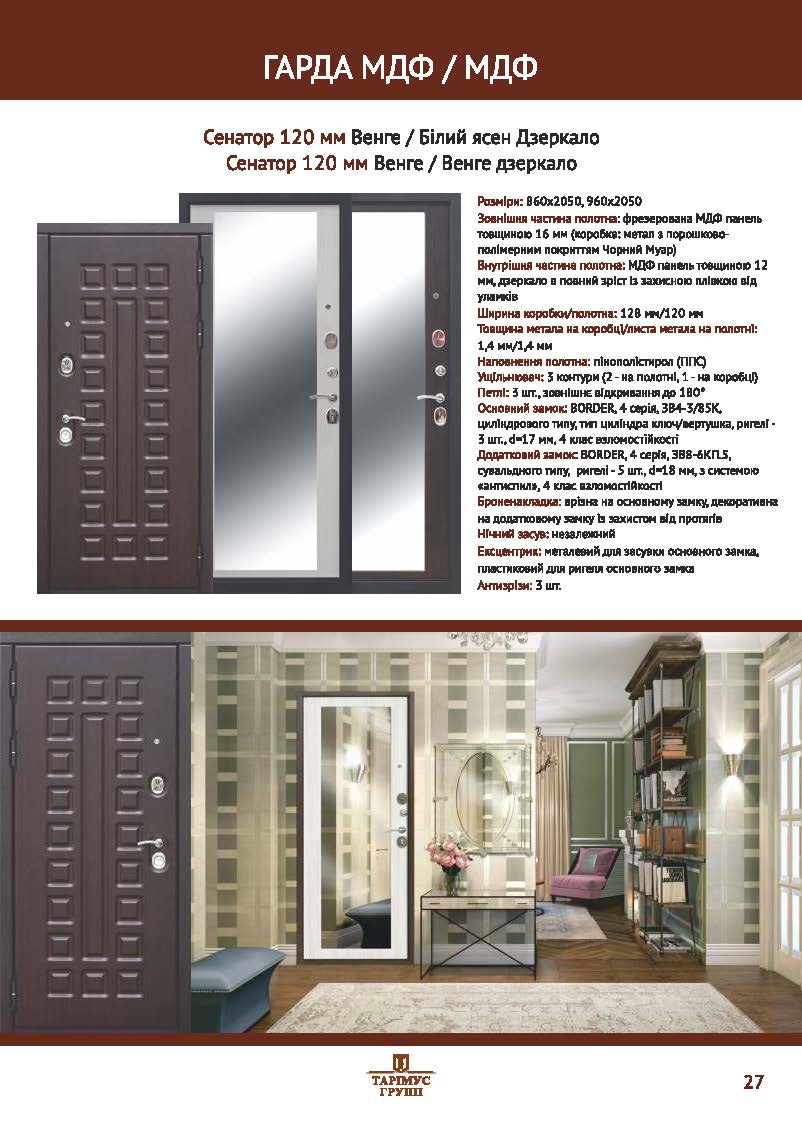 ГАРДА МДФ / МДФ
Сенатор 120 мм Венге / Білий ясен Дзеркало
Сенатор 120 мм Венге / Венге дзеркало
Розміри: 860х2050, 960х2050
Зовнішня частина полотна: фрезерована МДФ панель
товщиною 16 мм (коробка: метал з порошково-
полімерним покриттям Чорний Муар)
Внутрішня частина полотна: МДФ панель товщиною 12
мм, дзеркало в повний зріст із захисною плівкою від
уламків
Ширина коробки/полотна: 128 мм/120 мм
Товщина метала на коробці/листа метала на полотні:
1,4 мм/1,4 мм
Наповнення полотна: пінополістирол (ППС)
Ущільнювач: 3 контури (2 - на полотні, 1 - на коробці)
Петлі: 3 шт., зовнішнє відкривання до 180°
Основний замок: BORDER, 4 серія, ЗВ4-3/85К,
циліндрового типу, тип циліндра ключ/вертушка, ригелі -
3 шт., d=17 мм, 4 клас взломостійкості
Додатковий замок: BORDER, 4 серія, ЗВ8-6КП.5,
сувальдного типу, ригелі - 5 шт., d=18 мм, з системою
«антиспил», 4 клас взломостійкості
Броненакладка: врізна на основному замку, декоративна
на додатковому замку із захистом від протягів
Нічний засув: незалежний
Ексцентрик: металевий для засувки основного замка,
пластиковий для ригеля основного замка
Антизрізи: 3 шт.
ТАРІМУС
ГРУПП
27